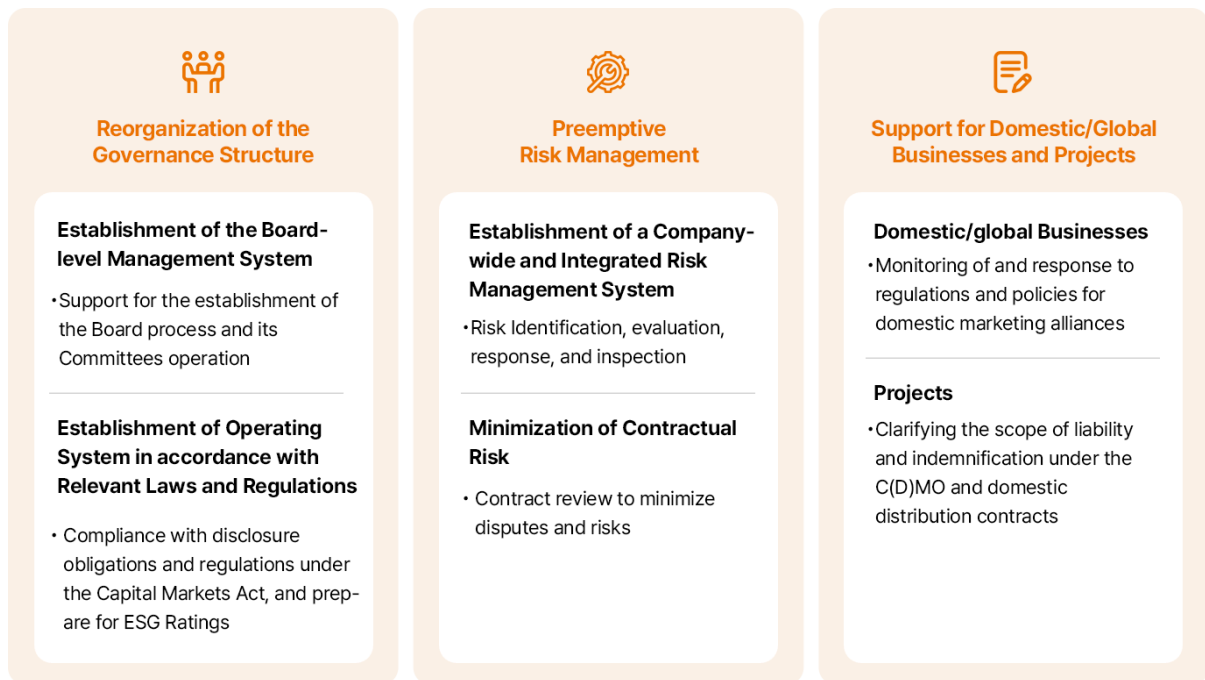 Reorganization of the
Governance Structure
Establishment of the Board-
level Management System
•Support for the establishment of
the Board process and its
Committees operation
Establishment of Operating
System in accordance with
Relevant Laws and Regulations
• Compliance with disclosure
obligations and regulations under
the Capital Markets Act, and prep-
are for ESG Ratings
Preemptive
Risk Management
Establishment of a Company-
wide and Integrated Risk
Management System
•Risk Identification, evaluation,
response, and inspection
Minimization of Contractual
Risk
• Contract review to minimize
disputes and risks
Support for Domestic/Global
Businesses and Projects
Domestic/global Businesses
•Monitoring of and response to
regulations and policies for
domestic marketing alliances
Projects
•Clarifying the scope of liability
and indemnification under the
C(D)MO and domestic
distribution contracts